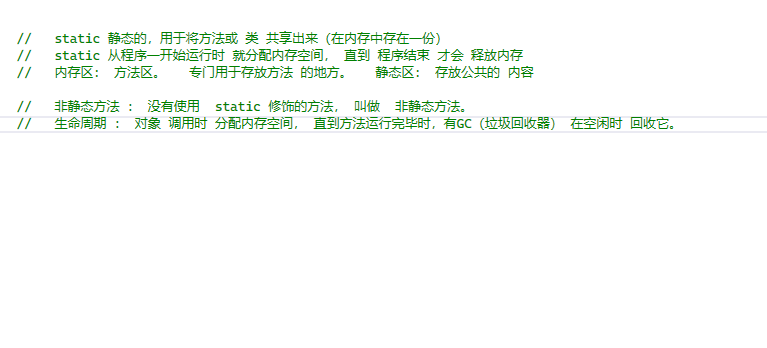 // static 静态的，用于将方法或 类 共享出来（在内存中存在一份）
// static 从程序一开始运行时 就分配内存空间， 直到 程序结束 才会 释放内存
// 内存区： 方法区。 专门用于存放方法 的地方。 静态区： 存放公共的 内容
// 非静态方法 ： 没有使用 static 修饰的方法， 叫做 非静态方法。
// 生命周期 ： 对象 调用时 分配内存空间， 直到方法运行完毕时，有GC（垃圾回收器） 在空闲时 回收它。